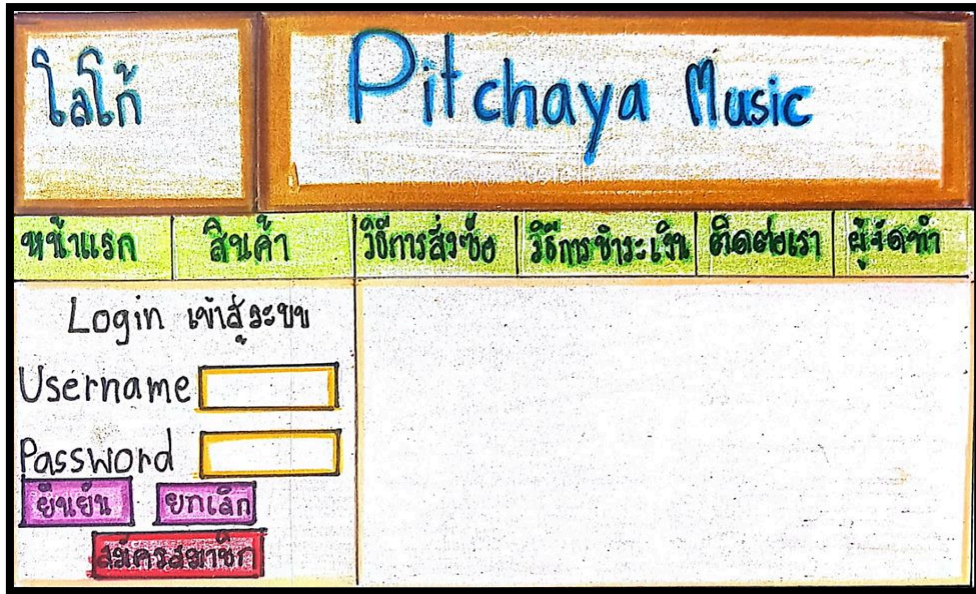 โลโก้
Pitchaya Music
หน้าแรก สินค้า วิธีการสั่งซื้อ วิธีการชำระเงิน ติดต่อเรา ผู้จัดทำ
Login เข้าสู่ระบบ
Username
Password
ยืนยัน ยกเลิก
สมัครสมาชิก